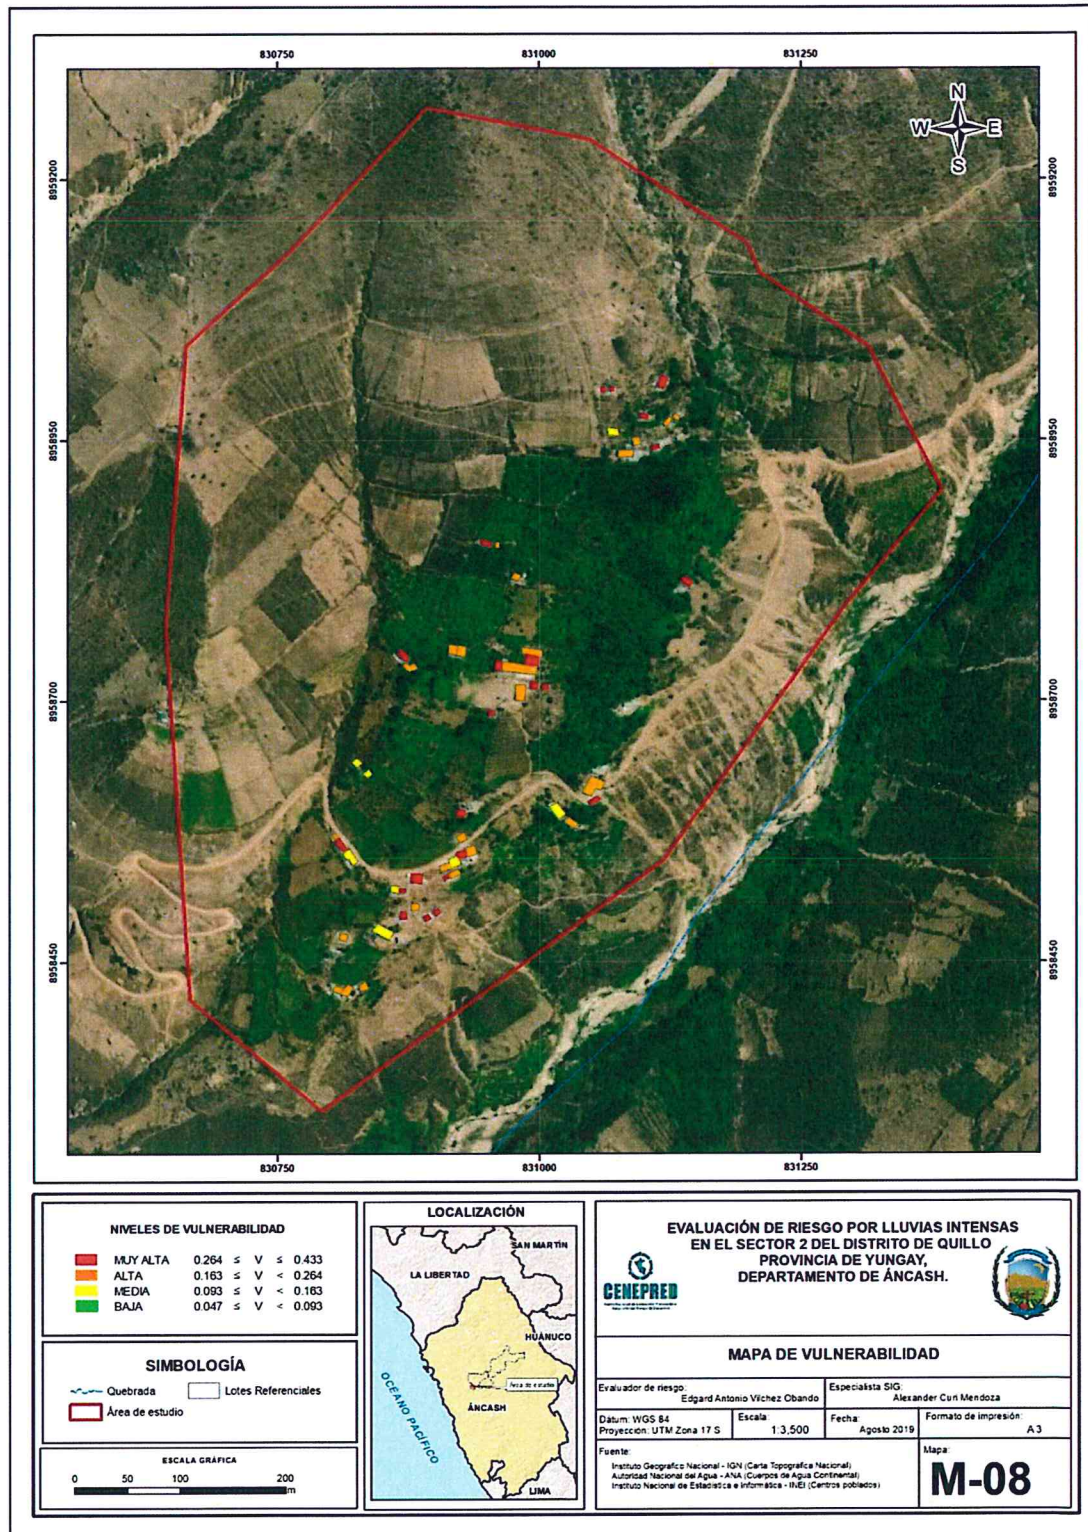 830750
831000
831250
N
W
E
S
8959200
8959200
8958950
8958950
8958700
8958700
8958450
8958450
830750
831000
831250
NIVELES DE VULNERABILIDAD
MUY ALTA 0.264 ≤ V ≤ 0.433
ALTA 0.163 ≤ V < 0.264
MEDIA 0.093 ≤ V < 0.163
BAJA 0.047 ≤ V < 0.093
SIMBOLOGÍA
Quebrada
Lotes Referenciales
Área de estudio
ESCALA GRÁFICA
0 50 100 200
m
LOCALIZACIÓN
SAN MARTÍN
LA LIBERTAD
HUÁNUCO
Área de estudio
ÁNCASH
OCEANO PACÍFICO
LIMA
EVALUACIÓN DE RIESGO POR LLUVIAS INTENSAS
EN EL SECTOR 2 DEL DISTRITO DE QUILLO
PROVINCIA DE YUNGAY,
DEPARTAMENTO DE ÁNCASH.
CENEPRED
MAPA DE VULNERABILIDAD
Evaluador de riesgo:
Edgard Antonio Vilchez Obando
Especialista SIG:
Alexander Curi Mendoza
Datum: WGS 84
Proyección: UTM Zona 17 S
Escala:
1:3,500
Fecha:
Agosto 2019
Formato de impresión:
A3
Fuente:
Instituto Geografico Nacional - IGN (Carta Topografica Nacional)
Autoridad Nacional del Agua - ANA (Cuerpos de Agua Continental)
Instituto Nacional de Estadistica e Informática - INEI (Centros poblados)
Mapa:
M-08